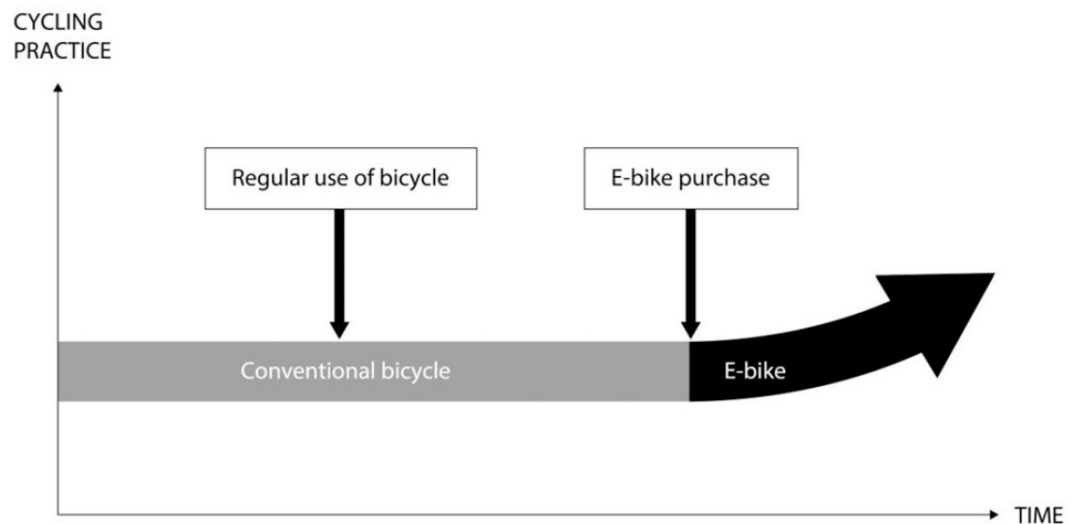 CYCLING
PRACTICE
Regular use of bicycle
E-bike purchase
Conventional bicycle
E-bike
TIME